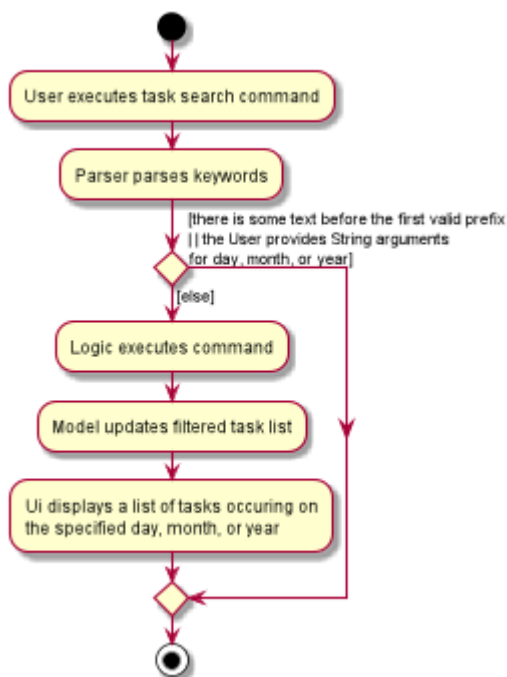 User executes task search command
Parser parses keywords
[there is some text before the first valid prefix
|| the User provides String arguments
for day, month, or year]
[else]
Logic executes command
Model updates filtered task list
Ui displays a list of tasks occuring on
the specified day, month, or year